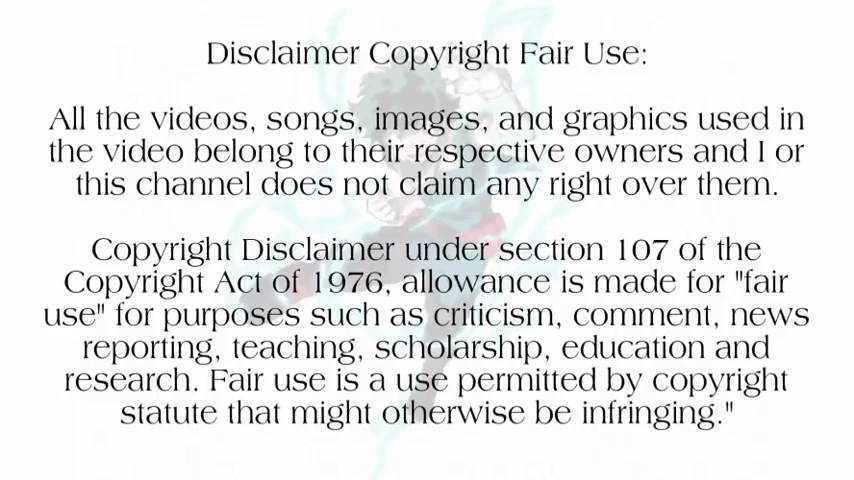 Disclaimer Copyright Fair Use:
All the videos, songs, images, and graphics used in
the video belong to their respective owners and I or
this channel does not claim any right over them.
Copyright Disclaimer under section 107 of the
Copyright Act of 1976, allowance is made for "fair
use" for purposes such as criticism, comment, news
reporting, teaching, scholarship, education and
research. Fair use is a use permitted by copyright
statute that might otherwise be infringing."